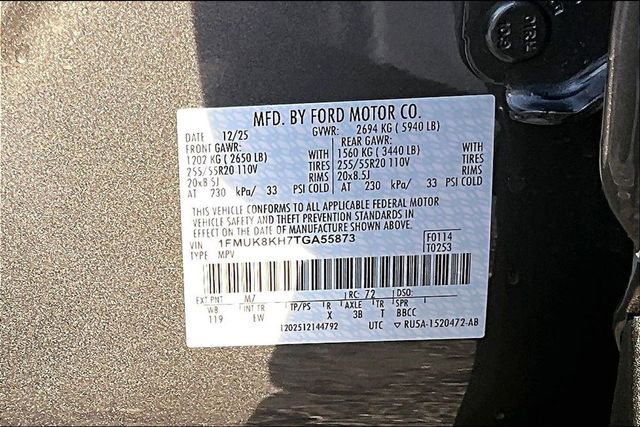 MFD. BY FORD MOTOR CO.
DATE 12/25 GVWR: 2694 KG ( 5940 LB)
FRONT GAWR: REAR GAWR:
1202 KG ( 2650 LB) WITH 1560 KG ( 3440 LB) WITH
255/55R20 110V TIRES 255/55R20 110V TIRES
20x8.5J RIMS 20x8.5J RIMS
AT 230 kPa/ 33 PSI COLD AT 230 kPa/ 33 PSI COLD
THIS VEHICLE CONFORMS TO ALL APPLICABLE FEDERAL MOTOR
VEHICLE SAFETY AND THEFT PREVENTION STANDARDS IN
EFFECT ON THE DATE OF MANUFACTURE SHOWN ABOVE.
VIN 1FMUK8KH7TGA55873 F0114
TYPE MPV T0253
EXT PNT M7 RC: 72 DSO:
WB INT TR TP/PS R AXLE TR SPR
119 EW X 3B T BBCC
1202512144792 UTC RU5A-1520472-AB